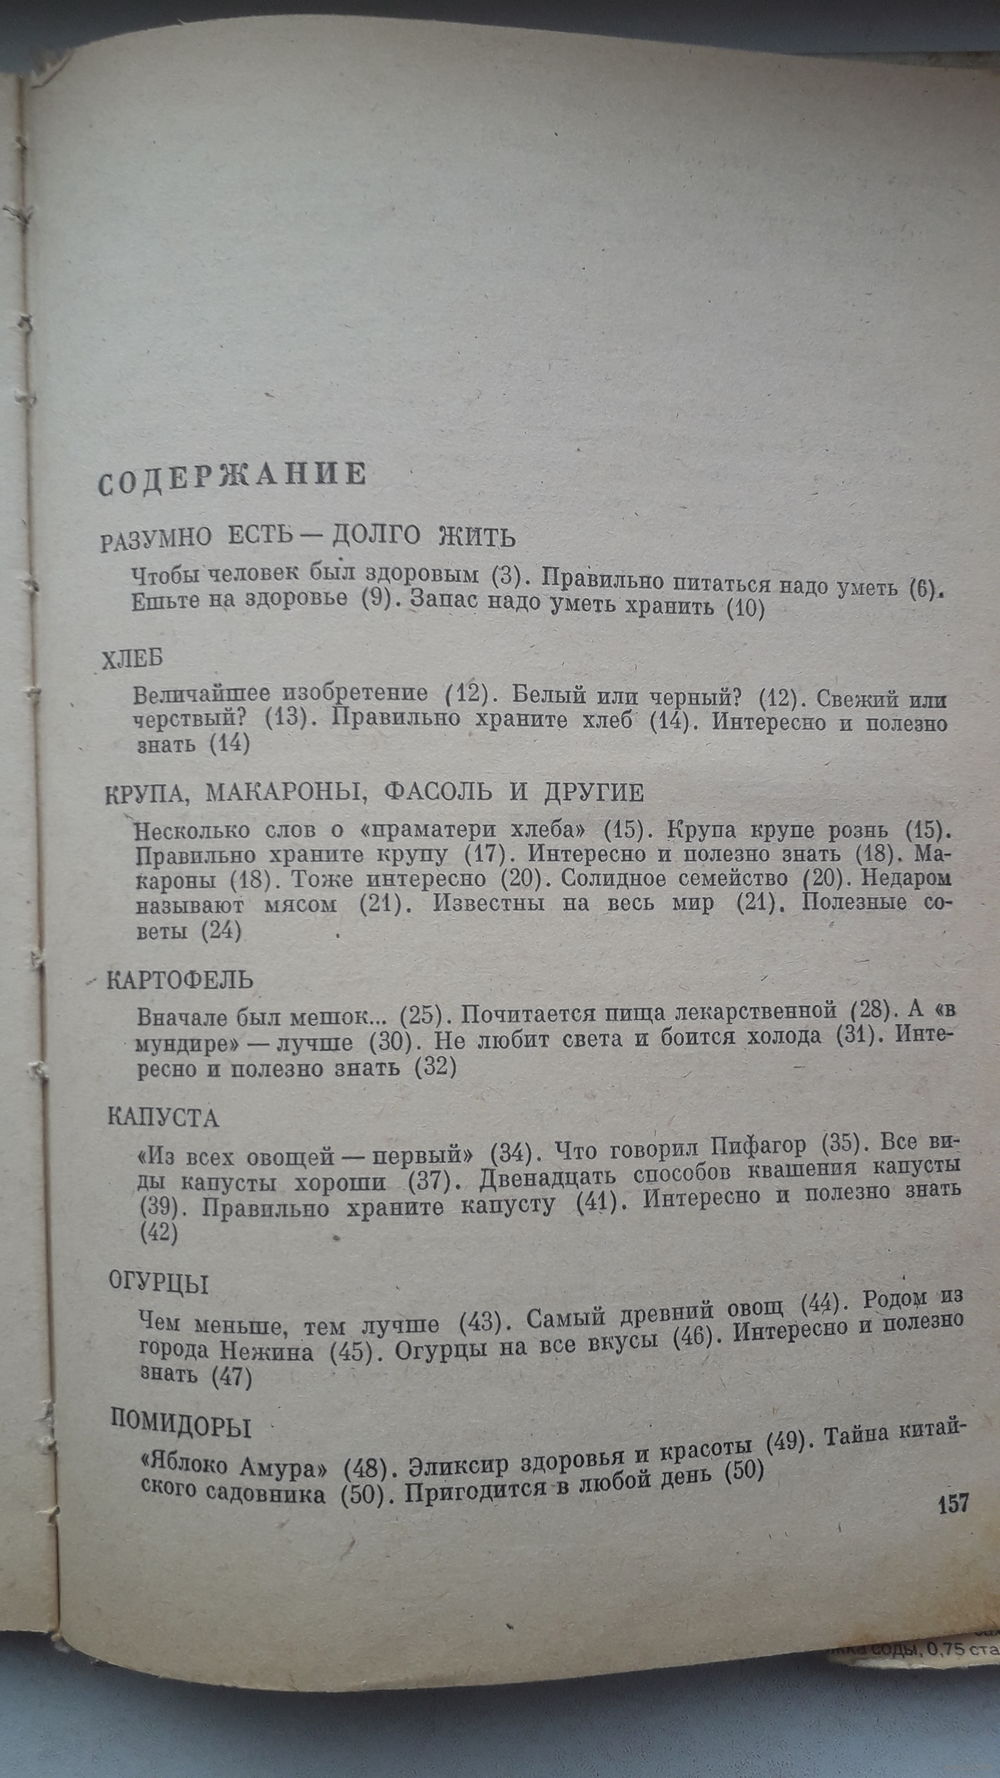 СОДЕРЖАНИЕ
РАЗУМНО ЕСТЬ — ДОЛГО ЖИТЬ
Чтобы человек был здоровым (3). Правильно питаться надо уметь (6).
Ешьте на здоровье (9). Запас надо уметь хранить (10)
ХЛЕБ
Величайшее изобретение (12). Белый или черный? (12). Свежий или
черствый? (13). Правильно храните хлеб (14). Интересно и полезно
знать (14)
КРУПА, МАКАРОНЫ, ФАСОЛЬ И ДРУГИЕ
Несколько слов о «праматери хлеба» (15). Крупа крупе рознь (15).
Правильно храните крупу (17). Интересно и полезно знать (18). Ма-
кароны (18). Тоже интересно (20). Солидное семейство (20). Недаром
называют мясом (21). Известны на весь мир (21). Полезные со-
веты (24)
КАРТОФЕЛЬ
Вначале был мешок... (25). Почитается пища лекарственной (28). А «в
мундире» — лучше (30). Не любит света и боится холода (31). Инте-
ресно и полезно знать (32)
КАПУСТА
«Из всех овощей — первый» (34). Что говорил Пифагор (35). Все ви-
ды капусты хороши (37). Двенадцать способов квашения капусты
(39). Правильно храните капусту (41). Интересно и полезно знать
(42)
ОГУРЦЫ
Чем меньше, тем лучше (43). Самый древний овощ (44). Родом из
города Нежина (45). Огурцы на все вкусы (46). Интересно и полезно
знать (47)
ПОМИДОРЫ
«Яблоко Амура» (48). Эликсир здоровья и красоты (49). Тайна китай-
ского садовника (50). Пригодится в любой день (50)
157
соды, 0,75 ста